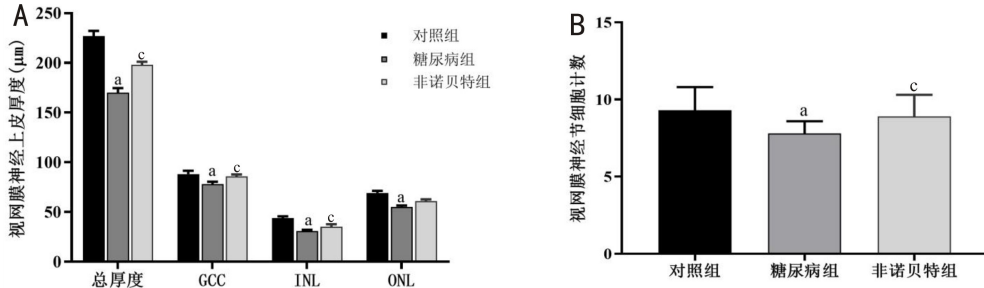 A
250
200
150
100
50
0
视网膜神经上皮厚度(μm)
对照组
糖尿病组
非诺贝特组
a
c
a
c
a
c
a
总厚度
GCC
INL
ONL
B
15
10
5
0
视网膜神经节细胞计数
a
c
对照组
糖尿病组
非诺贝特组